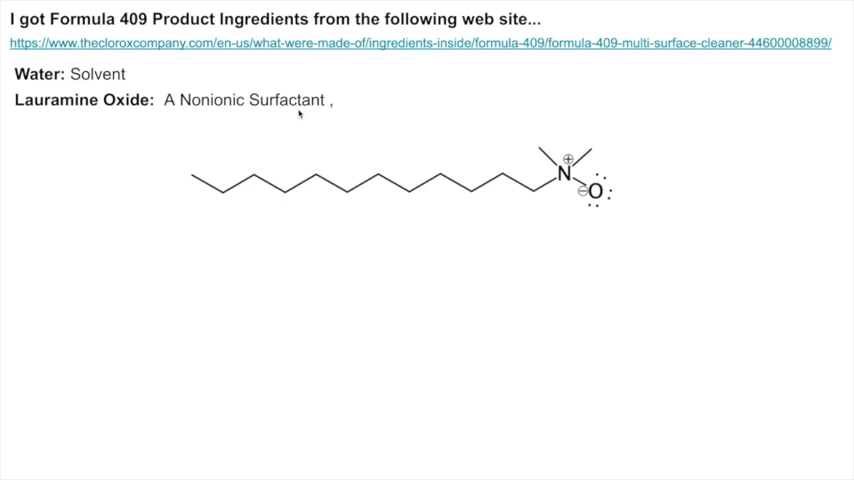 I got Formula 409 Product Ingredients from the following web site...
https://www.thecloroxcompany.com/en-us/what-were-made-of/ingredients-inside/formula-409/formula-409-multi-surface-cleaner-44600008899/
Water: Solvent
Lauramine Oxide: A Nonionic Surfactant ,
⊕
N
⊖O